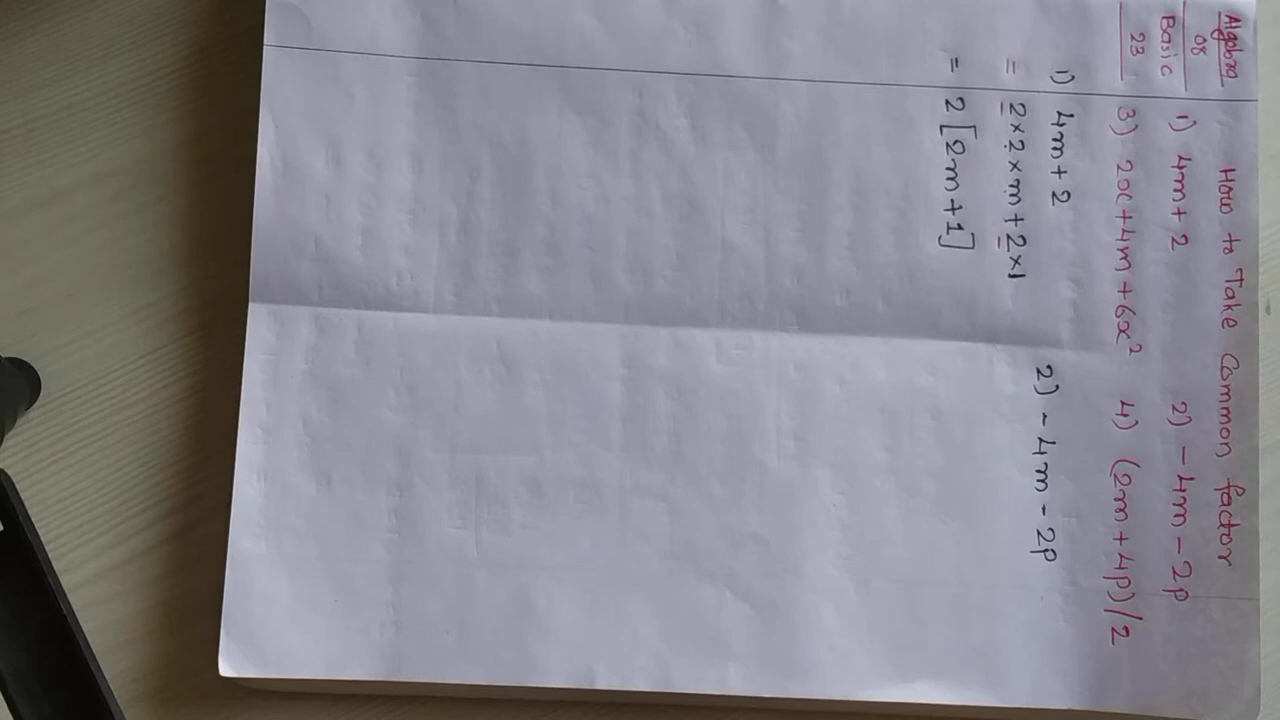 Algebra
08
Basic
23
How to Take Common factor
1) 4m + 2
2) - 4m - 2p
3) 2x + 4m + 6x²
4) (2m + 4p) / 2
1) 4m + 2
= 2 × 2 × m + 2 × 1
= 2 [2m + 1]
2) - 4m - 2p